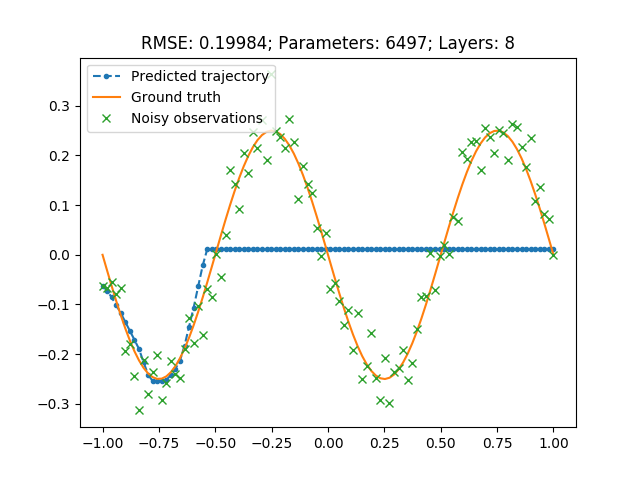 RMSE: 0.19984; Parameters: 6497; Layers: 8
Predicted trajectory
Ground truth
Noisy observations
0.3
0.2
0.1
0.0
−0.1
−0.2
−0.3
−1.00 −0.75 −0.50 −0.25 0.00 0.25 0.50 0.75 1.00